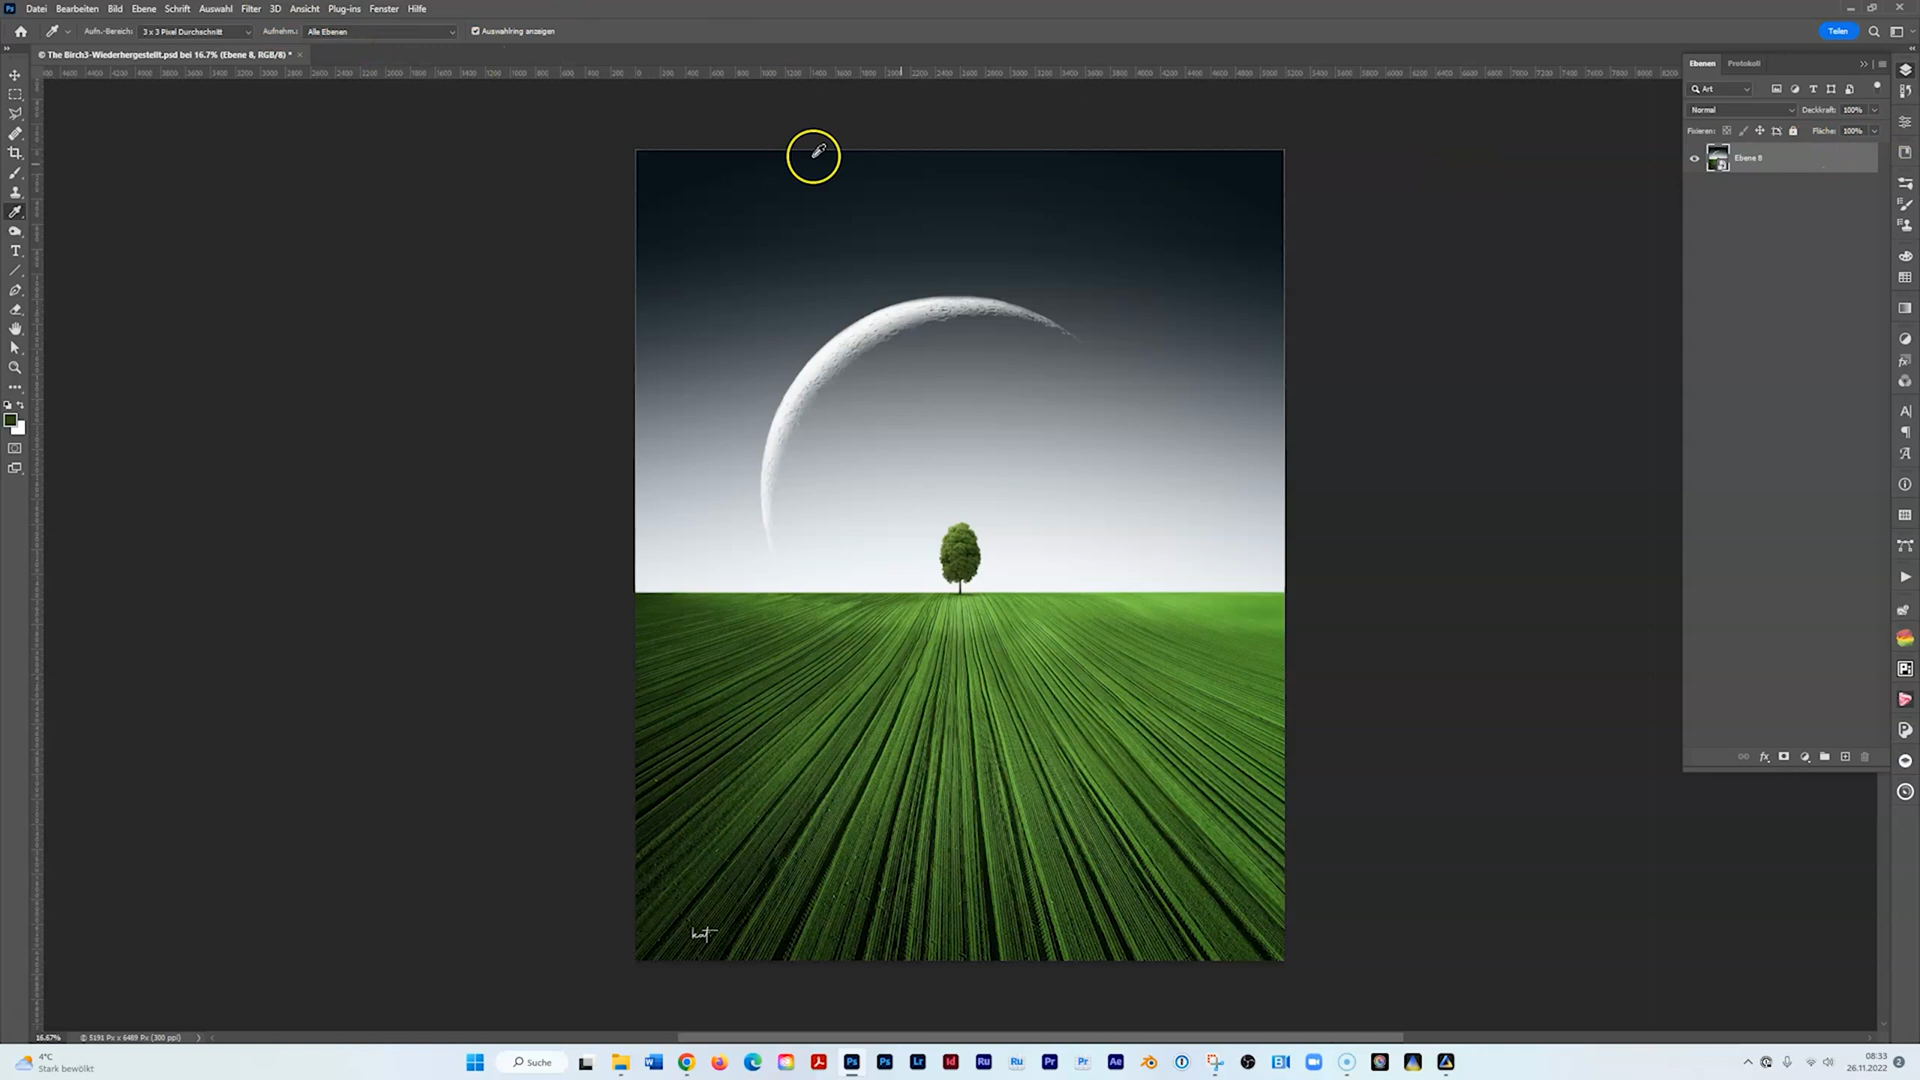 Ps Datei Bearbeiten Bild Ebene Schrift Auswahl Filter 3D Ansicht Plug-ins Fenster Hilfe
Aufn.-Bereich: 3 x 3 Pixel Durchschnitt Aufnehm.: Alle Ebenen Auswahlring anzeigen Teilen
© The Birch3-Wiederhergestellt.psd bei 16.7% (Ebene 8, RGB/8) * ×
Ebenen Protokoll
Art
Normal Deckkraft: 100%
Fixieren: Fläche: 100%
Ebene 8
kat
16.67% © 5191 Px x 6489 Px (300 ppi)
4°C
Stark bewölkt
Suche
08:33
26.11.2022